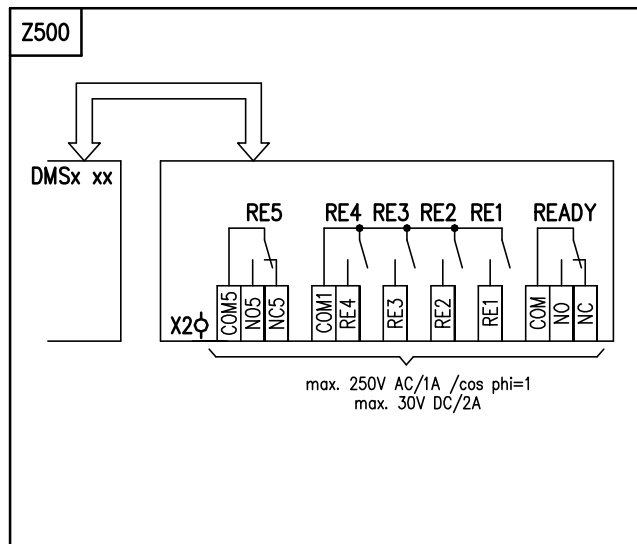 Z500
DMSx xx
RE5 RE4 RE3 RE2 RE1 READY
X2
COM5 NO5 NC5 COM1 RE4 RE3 RE2 RE1 COM NO NC
max. 250V AC/1A /cos phi=1
max. 30V DC/2A